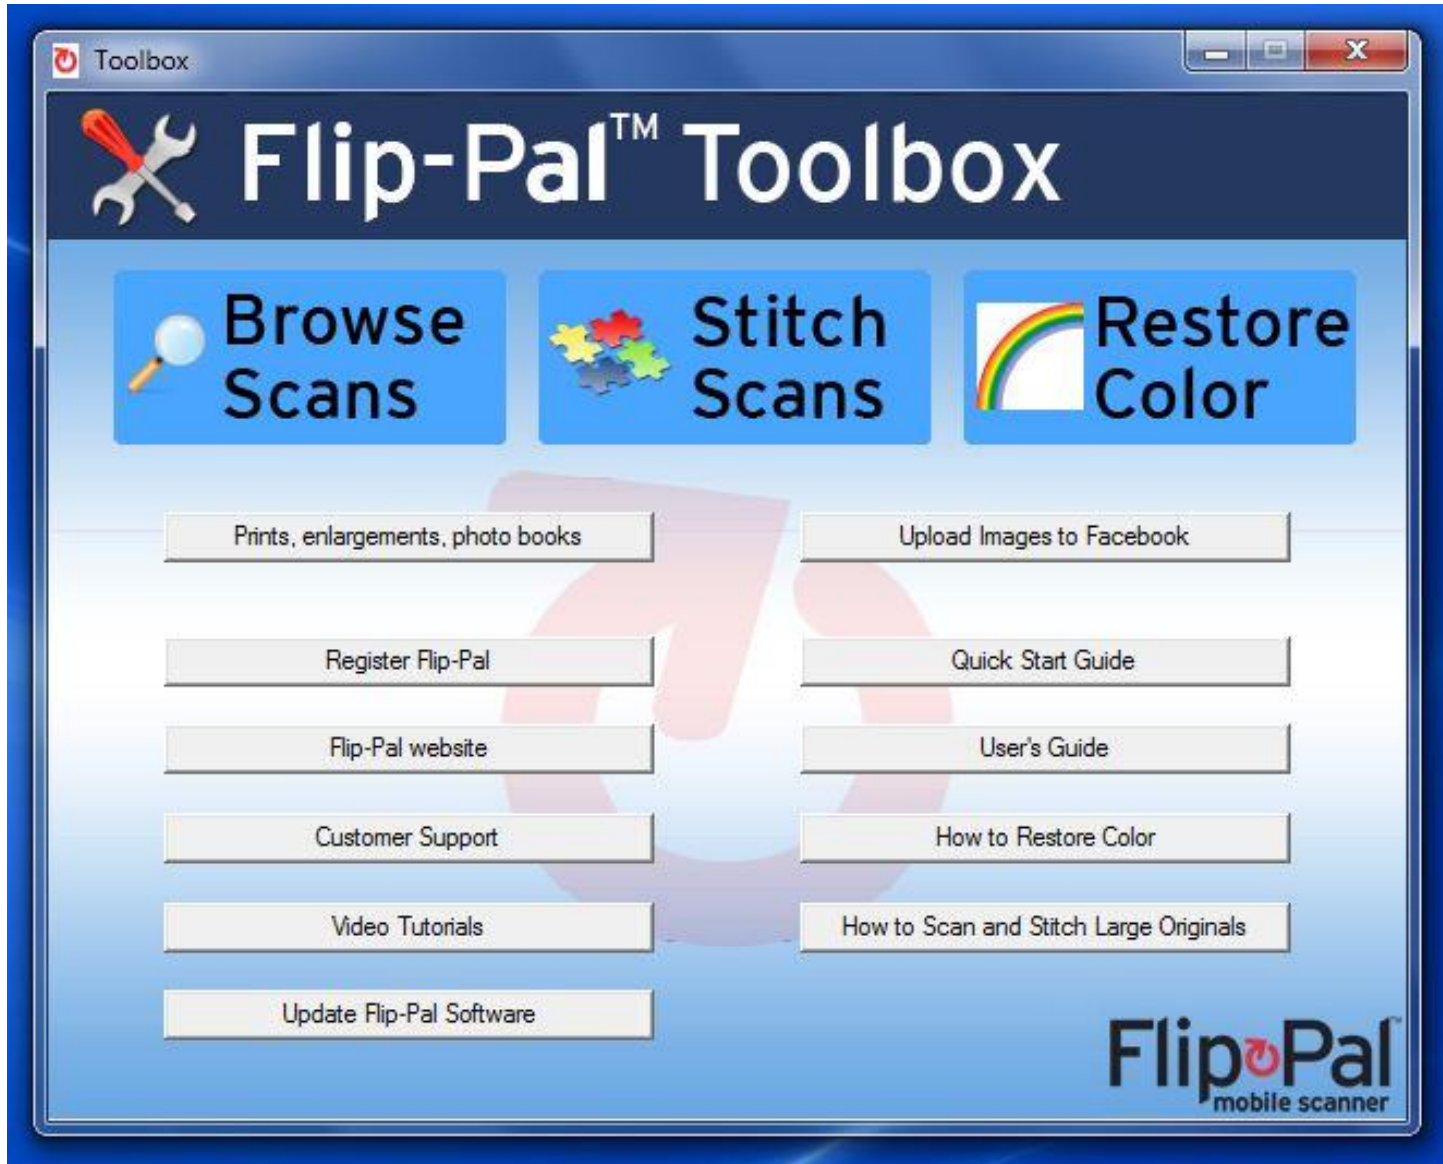 Toolbox
Flip-Pal™ Toolbox
Browse
Scans
Stitch
Scans
Restore
Color
Prints, enlargements, photo books
Upload Images to Facebook
Register Flip-Pal
Quick Start Guide
Flip-Pal website
User's Guide
Customer Support
How to Restore Color
Video Tutorials
How to Scan and Stitch Large Originals
Update Flip-Pal Software
Flip Pal™
mobile scanner